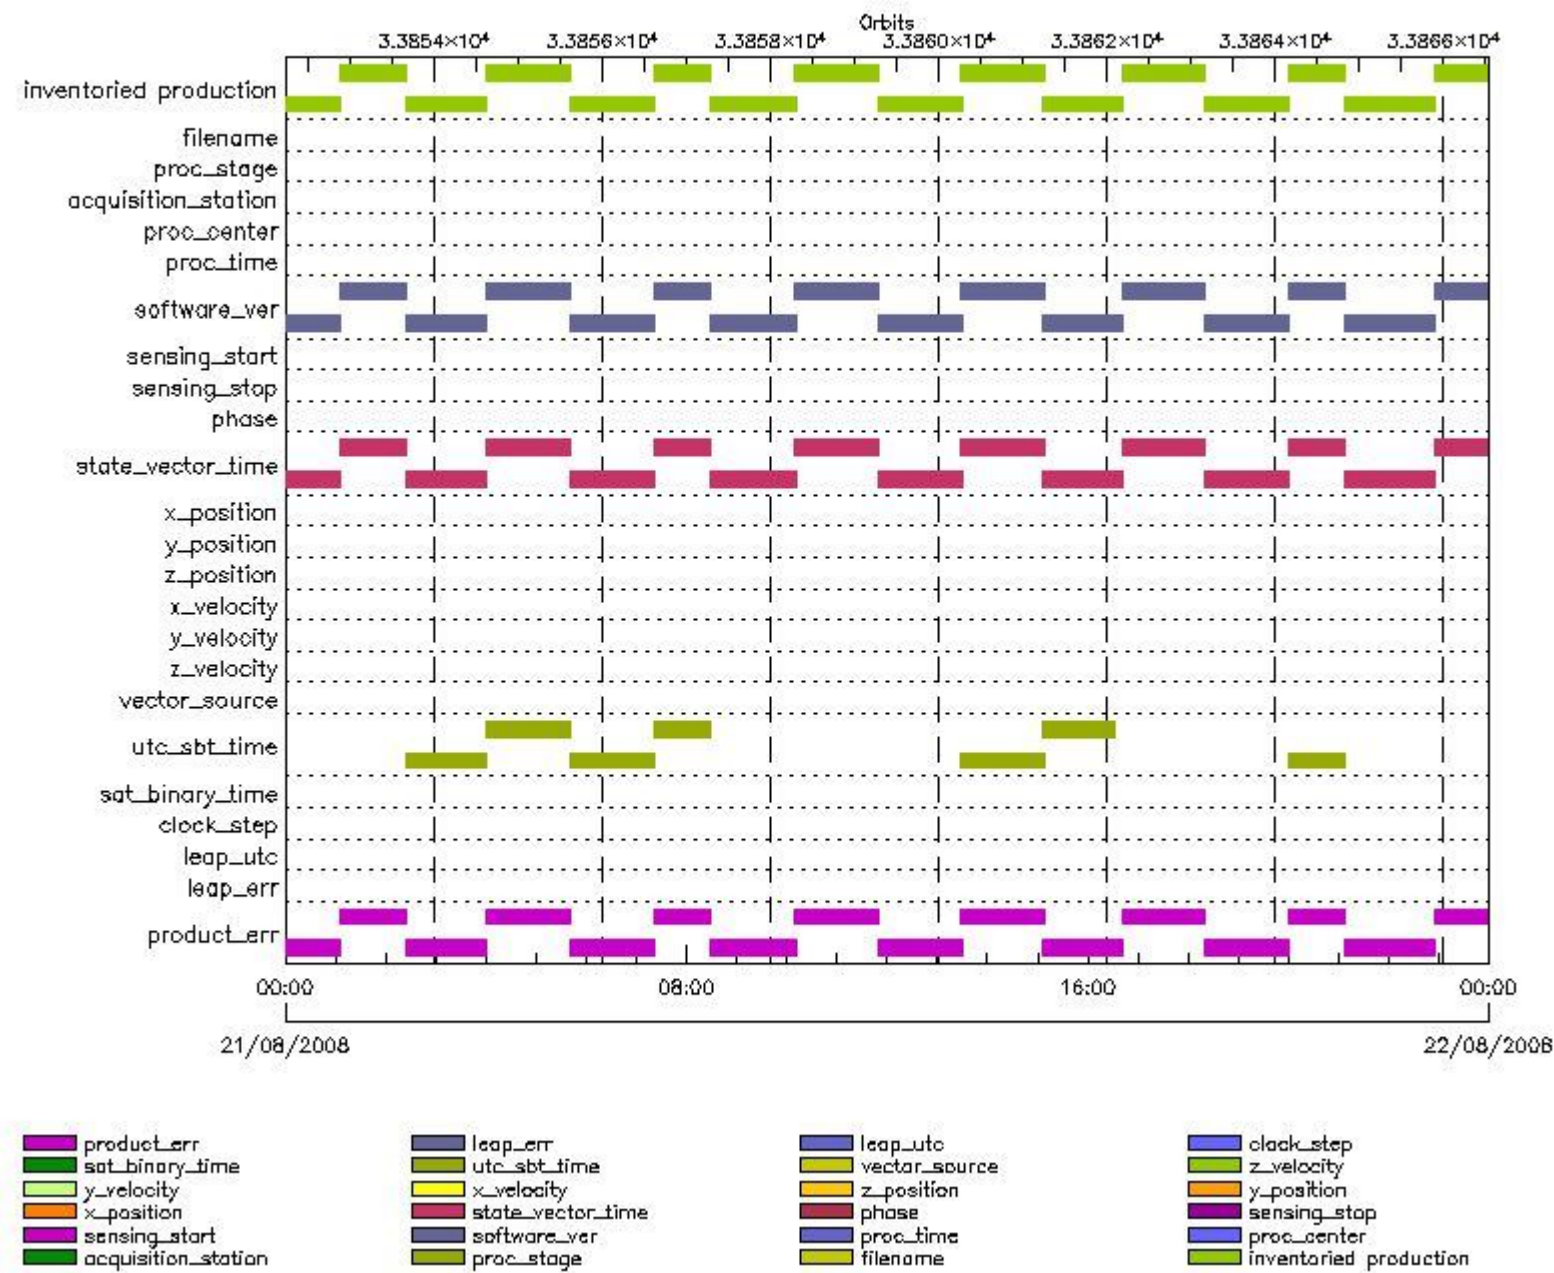 Orbits
3.3854×10⁴ 3.3856×10⁴ 3.3858×10⁴ 3.3860×10⁴ 3.3862×10⁴ 3.3864×10⁴ 3.3866×10⁴
inventoried production
filename
proc_stage
acquisition_station
proc_center
proc_time
software_ver
sensing_start
sensing_stop
phase
state_vector_time
x_position
y_position
z_position
x_velocity
y_velocity
z_velocity
vector_source
utc_sbt_time
sat_binary_time
clock_step
leap_utc
leap_err
product_err
00:00 08:00 16:00 00:00
21/08/2008 22/08/2008
product_err leap_err leap_utc clock_step
sat_binary_time utc_sbt_time vector_source z_velocity
y_velocity x_velocity z_position y_position
x_position state_vector_time phase sensing_stop
sensing_start software_ver proc_time proc_center
acquisition_station proc_stage filename inventoried production